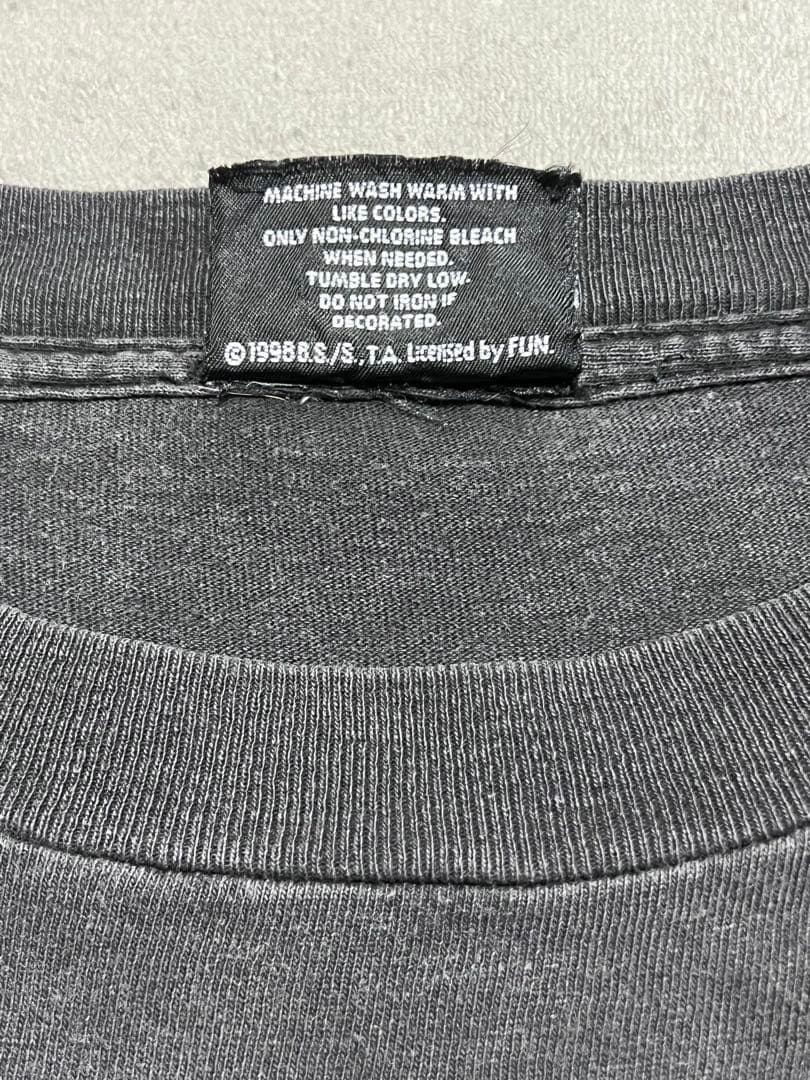 MACHINE WASH WARM WITH
LIKE COLORS.
ONLY NON-CHLORINE BLEACH
WHEN NEEDED.
TUMBLE DRY LOW.
DO NOT IRON IF
DECORATED.
©1998 B.S./S.,T.A. Licensed by FUN.